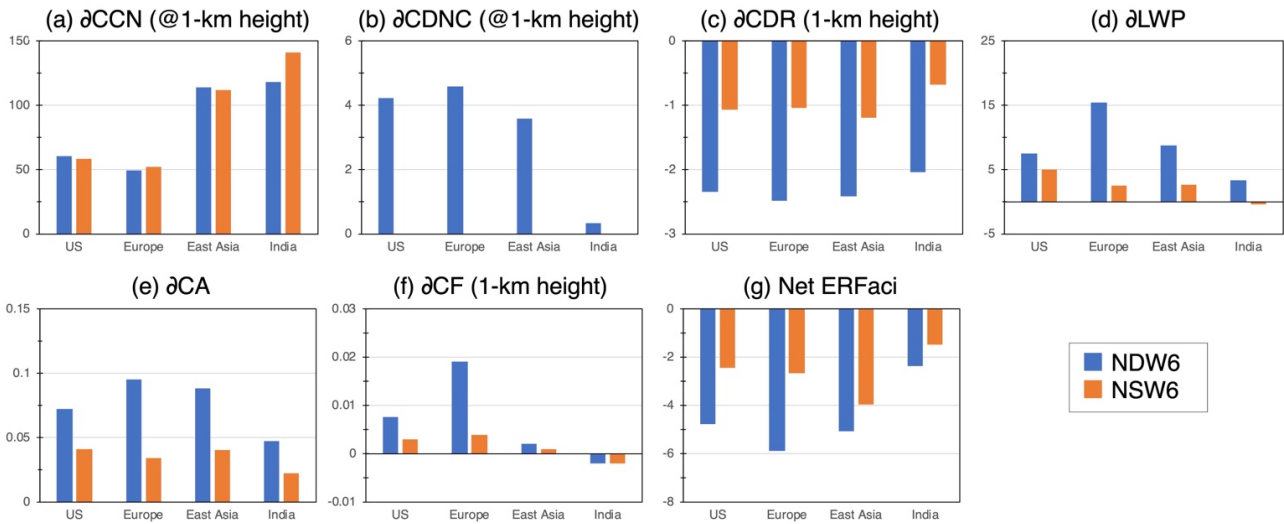 (a) ∂CCN (@1-km height)
150
100
50
0
US Europe East Asia India
(b) ∂CDNC (@1-km height)
6
4
2
0
US Europe East Asia India
(c) ∂CDR (1-km height)
0
-1
-2
-3
US Europe East Asia India
(d) ∂LWP
25
15
5
-5
US Europe East Asia India
(e) ∂CA
0.15
0.1
0.05
0
US Europe East Asia India
(f) ∂CF (1-km height)
0.03
0.02
0.01
0
-0.01
US Europe East Asia India
(g) Net ERFaci
0
-2
-4
-6
-8
US Europe East Asia India
NDW6
NSW6